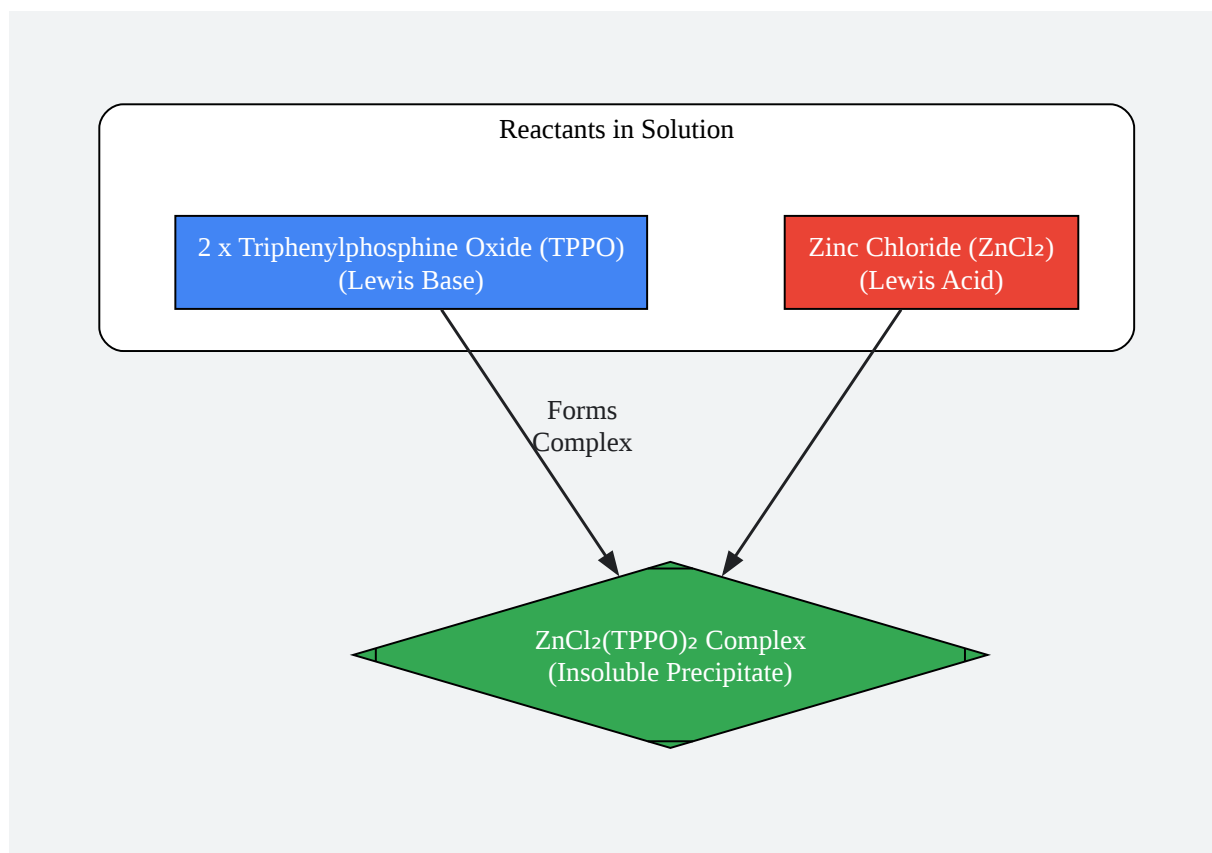 Reactants in Solution
2 x Triphenylphosphine Oxide (TPPO)
(Lewis Base)
Zinc Chloride (ZnCl₂)
(Lewis Acid)
Forms
Complex
ZnCl₂(TPPO)₂ Complex
(Insoluble Precipitate)